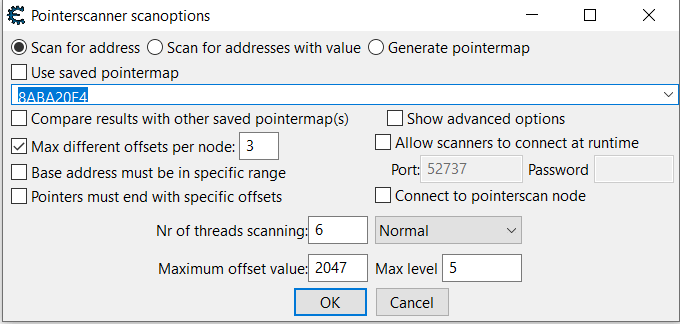 Pointerscanner scanoptions
Scan for address Scan for addresses with value Generate pointermap
Use saved pointermap
8ABA20E4
Compare results with other saved pointermap(s) Show advanced options
Max different offsets per node: 3 Allow scanners to connect at runtime
Port: 52737 Password
Base address must be in specific range
Pointers must end with specific offsets Connect to pointerscan node
Nr of threads scanning: 6 Normal
Maximum offset value: 2047 Max level 5
OK Cancel